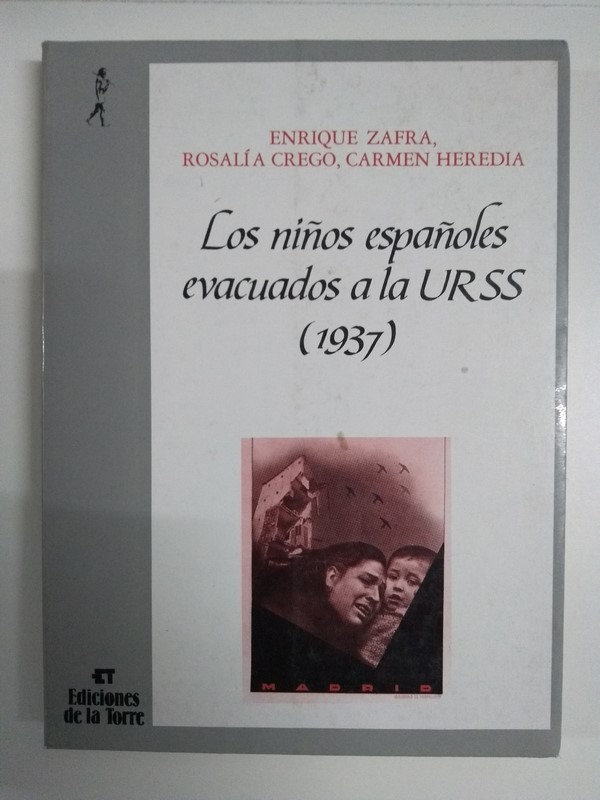 ENRIQUE ZAFRA,
ROSALÍA CREGO, CARMEN HEREDIA
Los niños españoles
evacuados a la URSS
(1937)
MADRID
ET
Ediciones
de la Torre